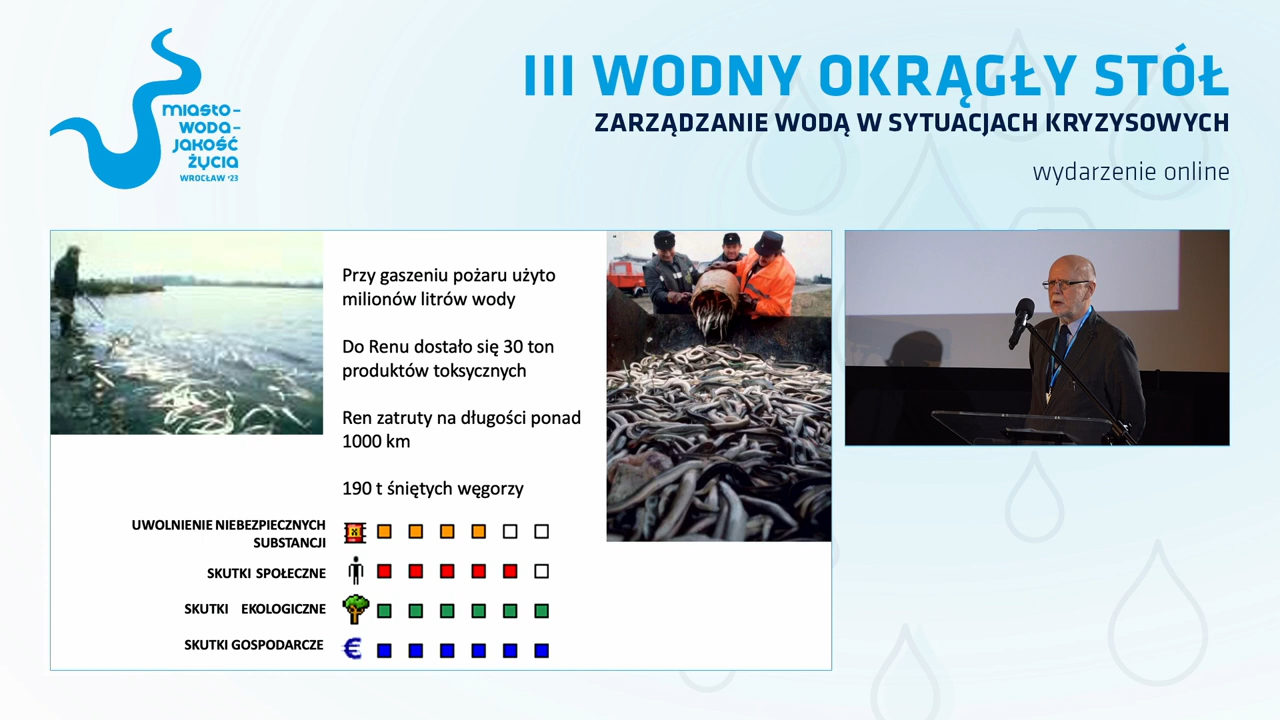 miasto-
woda-
jakość
życia
WROCŁAW '23
III WODNY OKRĄGŁY STÓŁ
ZARZĄDZANIE WODĄ W SYTUACJACH KRYZYSOWYCH
wydarzenie online
Przy gaszeniu pożaru użyto
milionów litrów wody
Do Renu dostało się 30 ton
produktów toksycznych
Ren zatruty na długości ponad
1000 km
190 t śniętych węgorzy
UWOLNIENIE NIEBEZPIECZNYCH
SUBSTANCJI
SKUTKI SPOŁECZNE
SKUTKI EKOLOGICZNE
SKUTKI GOSPODARCZE €